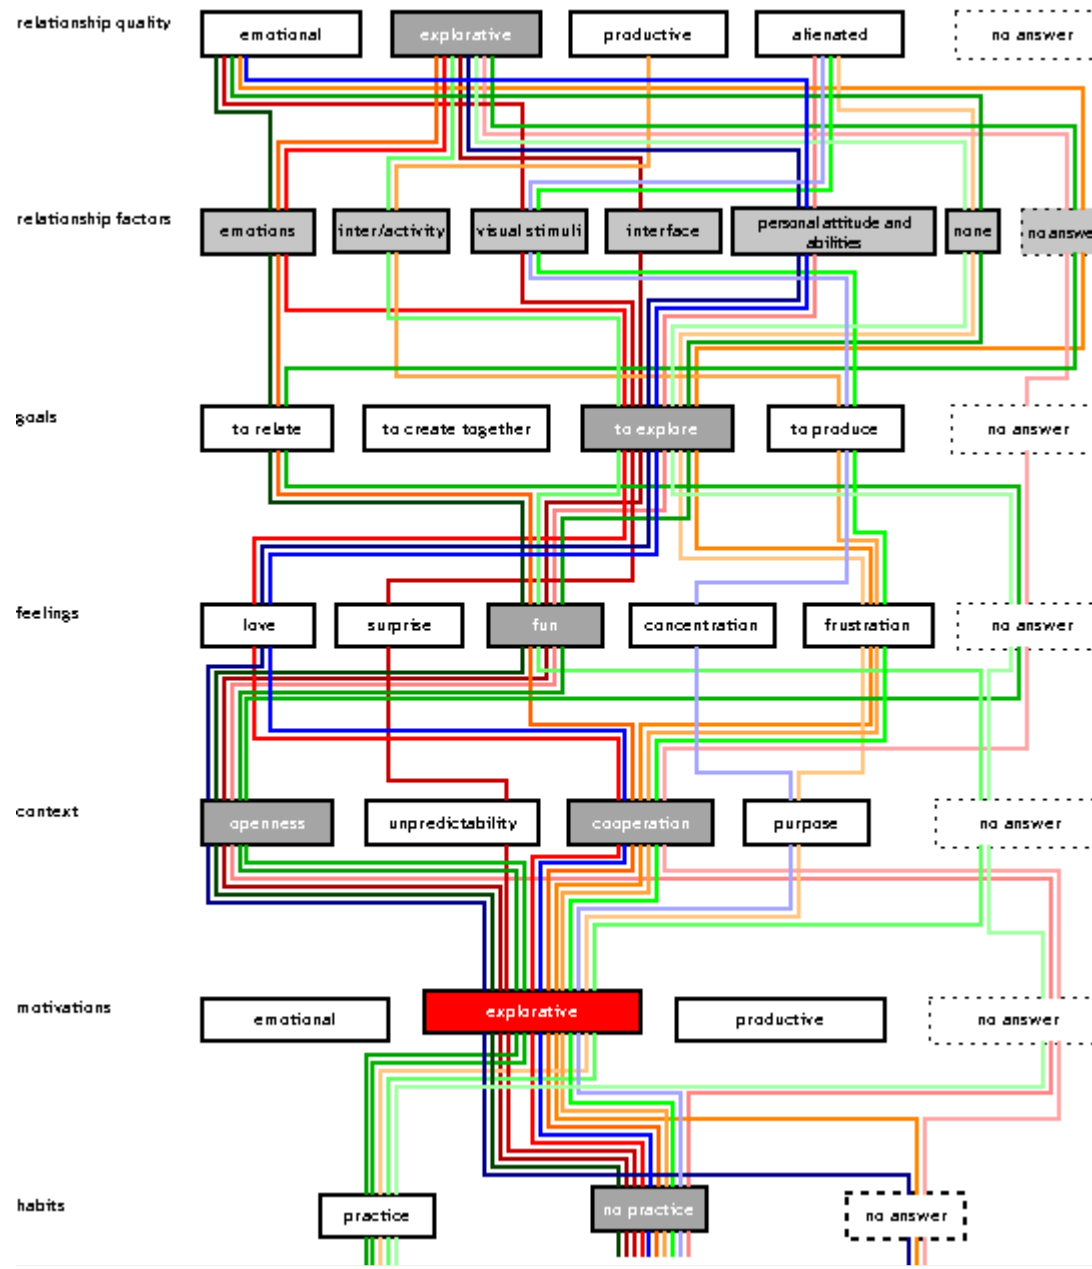 relationship quality
emotional
explorative
productive
alienated
no answer
relationship factors
emotions
inter/activity
visual stimuli
interface
personal attitude and
abilities
none
no answe
goals
to relate
to create together
to explore
to produce
no answer
feelings
love
surprise
fun
concentration
frustration
no answer
context
openness
unpredictability
cooperation
purpose
no answer
motivations
emotional
explorative
productive
no answer
habits
practice
no practice
no answer